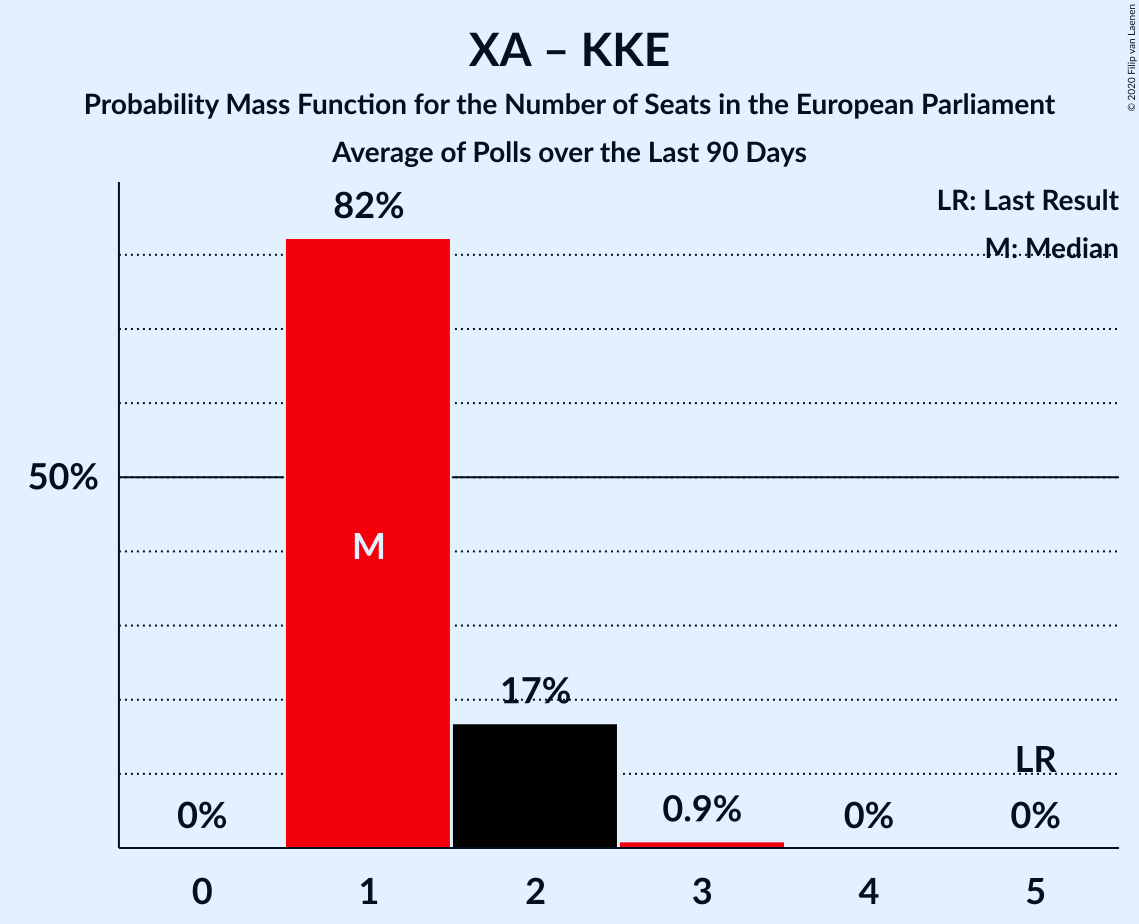 XA – KKE
Probability Mass Function for the Number of Seats in the European Parliament
Average of Polls over the Last 90 Days
© 2020 Filip van Laenen
LR: Last Result
M: Median
82%
50%
M
17%
LR
0%
0.9%
0%
0%
0 1 2 3 4 5